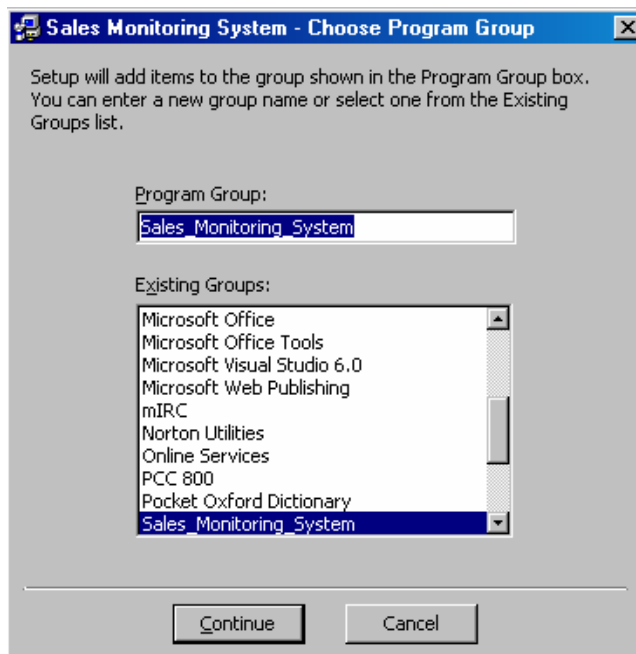 Sales Monitoring System - Choose Program Group
Setup will add items to the group shown in the Program Group box.
You can enter a new group name or select one from the Existing
Groups list.
Program Group:
Sales_Monitoring_System
Existing Groups:
Microsoft Office
Microsoft Office Tools
Microsoft Visual Studio 6.0
Microsoft Web Publishing
mIRC
Norton Utilities
Online Services
PCC 800
Pocket Oxford Dictionary
Sales_Monitoring_System
Continue
Cancel